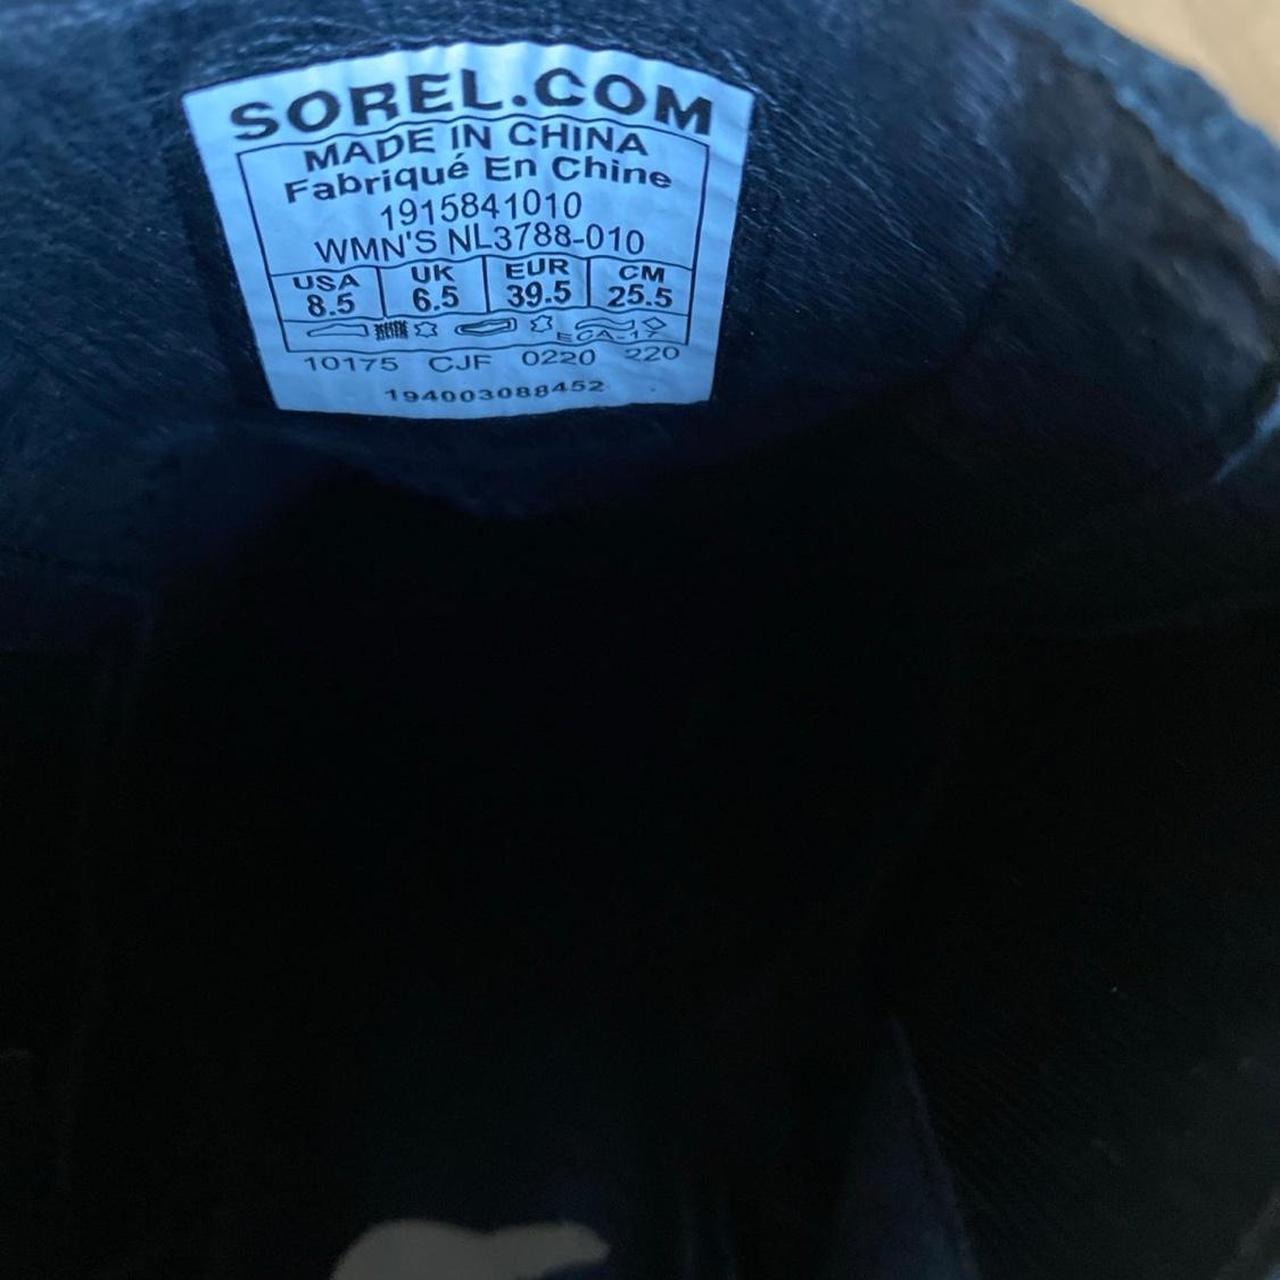 SOREL.COM
MADE IN CHINA
Fabriqué En Chine
1915841010
WMN'S NL3788-010
USA UK EUR CM
8.5 6.5 39.5 25.5
ECA-17
10175 CJF 0220 220
194003088452